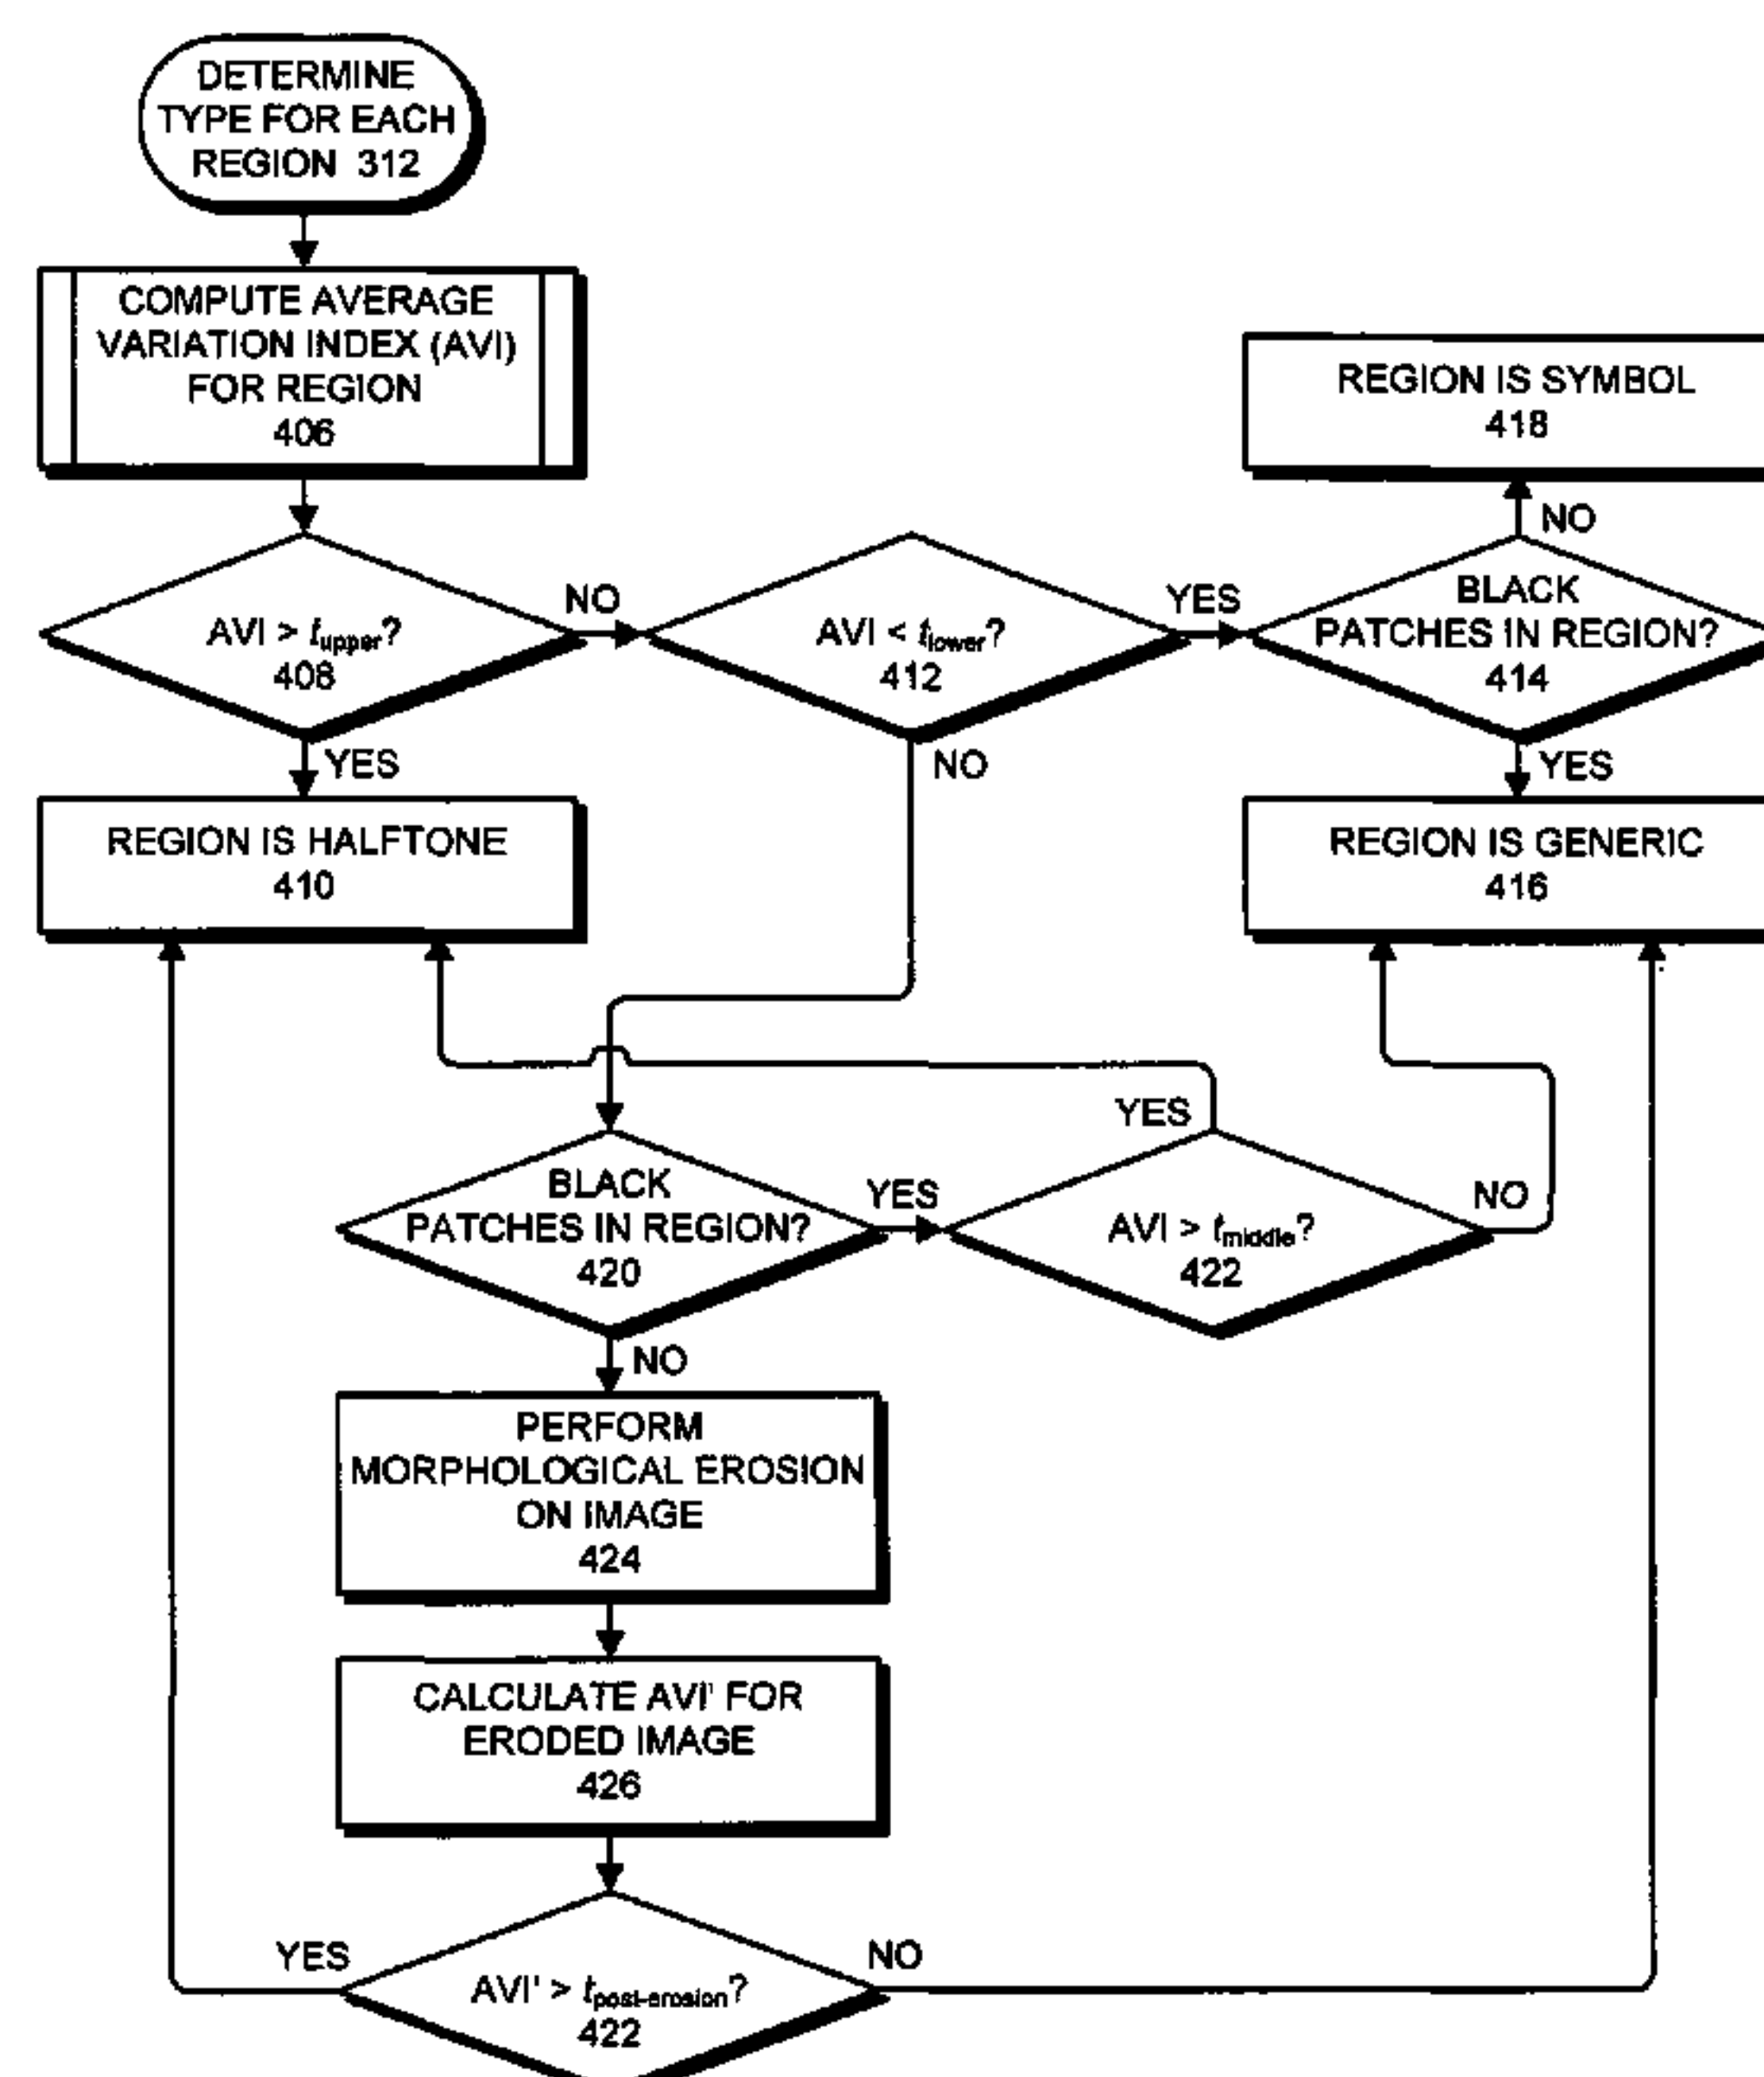 DETERMINE
TYPE FOR EACH
REGION 312
COMPUTE AVERAGE
VARIATION INDEX (AVI)
FOR REGION
406
REGION IS SYMBOL
418
NO
AVI > tupper?
408
NO
AVI < tlower?
412
YES
BLACK
PATCHES IN REGION?
414
YES
NO
YES
REGION IS HALFTONE
410
REGION IS GENERIC
416
BLACK
PATCHES IN REGION?
420
YES
YES
AVI > tmiddle?
422
NO
NO
PERFORM
MORPHOLOGICAL EROSION
ON IMAGE
424
CALCULATE AVI' FOR
ERODED IMAGE
426
YES
AVI' > tpost-erosion?
422
NO